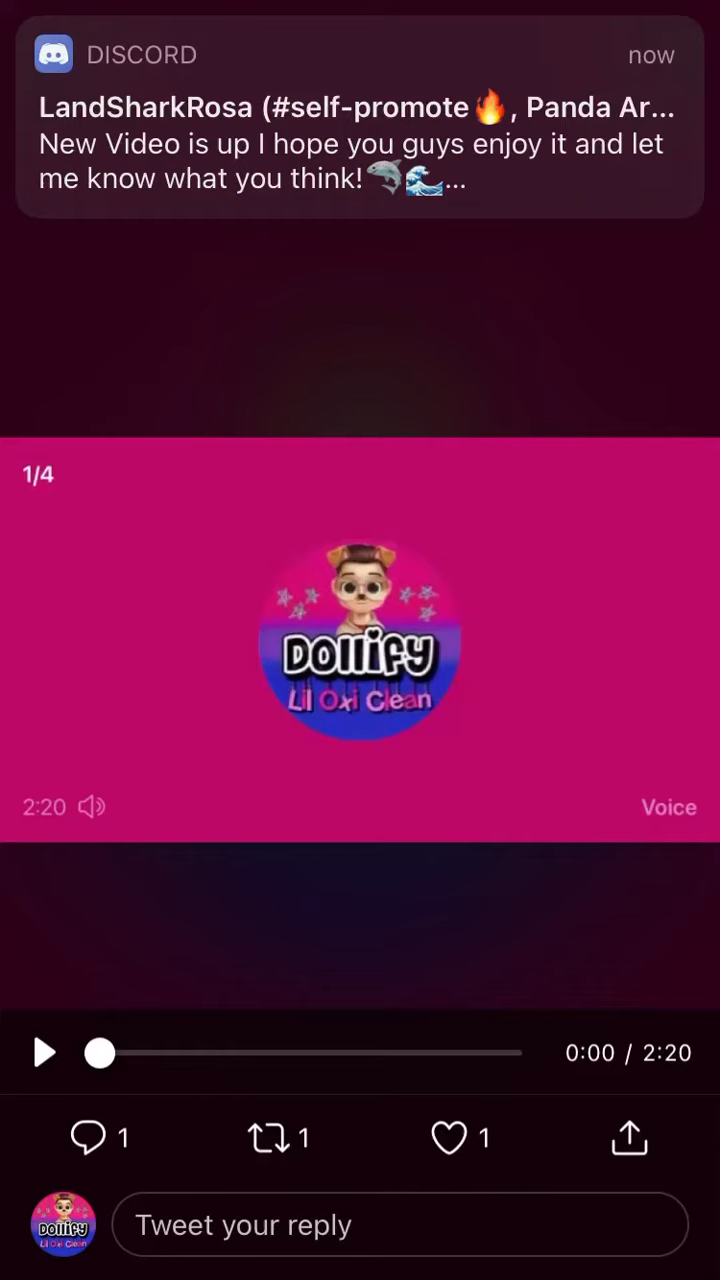 DISCORD now
LandSharkRosa (#self-promote🔥, Panda Ar...
New Video is up I hope you guys enjoy it and let
me know what you think!🦈🌊...
1/4
Dollify
Lil Oxi Clean
2:20 Voice
0:00 / 2:20
1 1 1
Dollify
Lil Oxi Clean
Tweet your reply